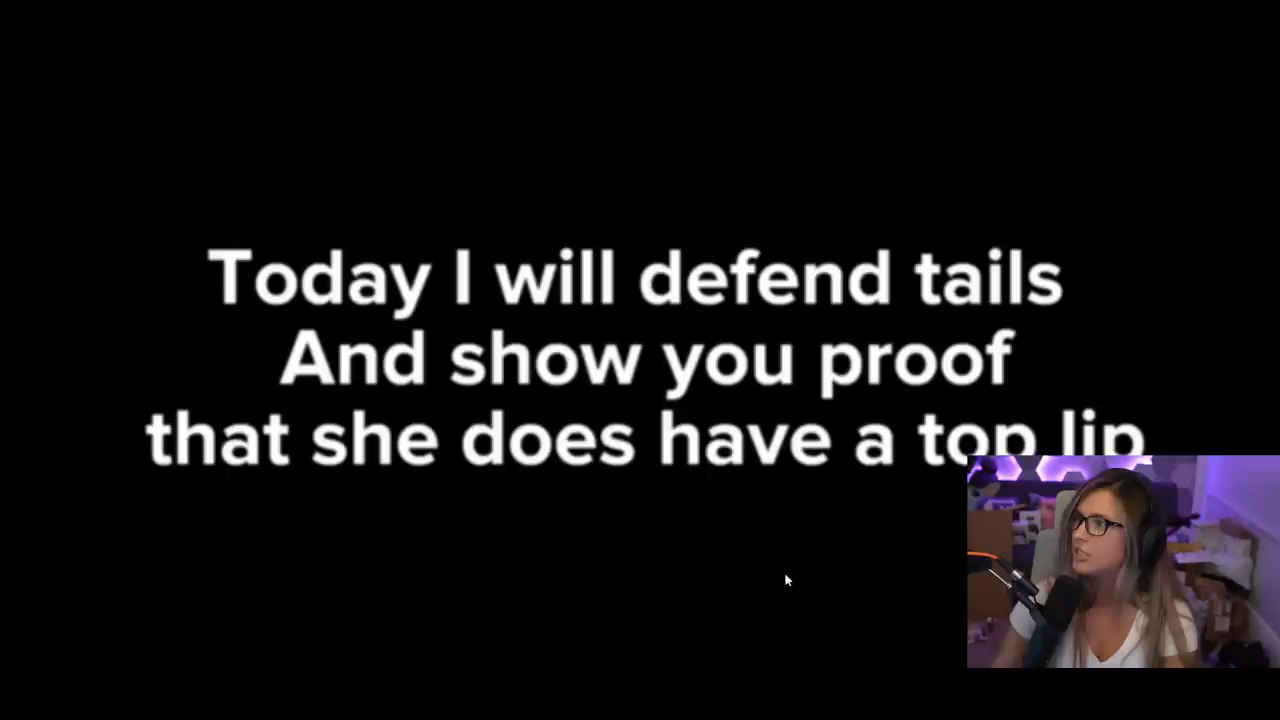 Today I will defend tails
And show you proof
that she does have a top lip